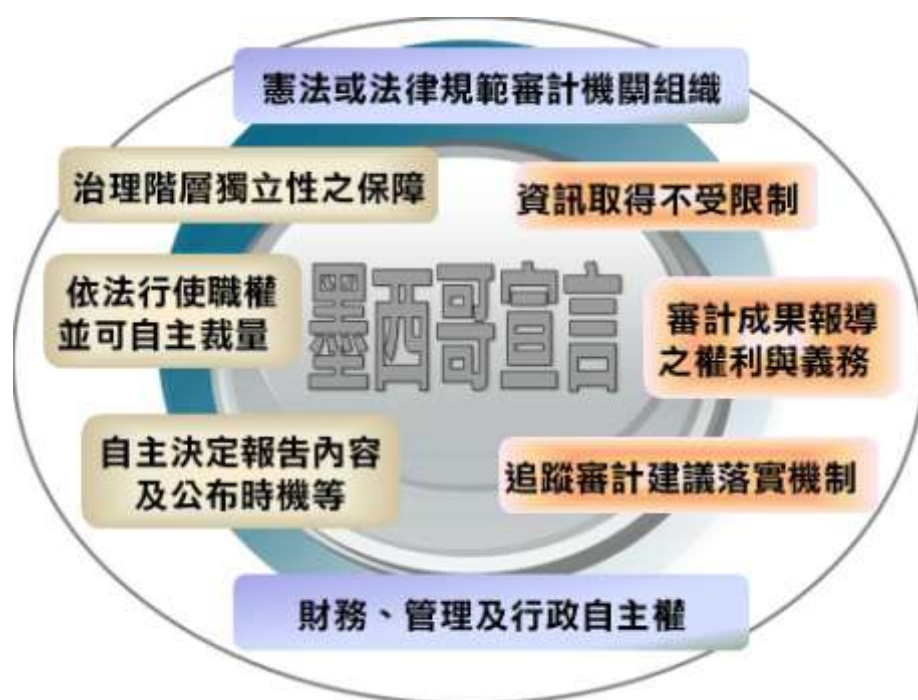 憲法或法律規範審計機關組織
治理階層獨立性之保障
資訊取得不受限制
墨西哥宣言
依法行使職權
並可自主裁量
審計成果報導
之權利與義務
自主決定報告內容
及公布時機等
追蹤審計建議落實機制
財務、管理及行政自主權